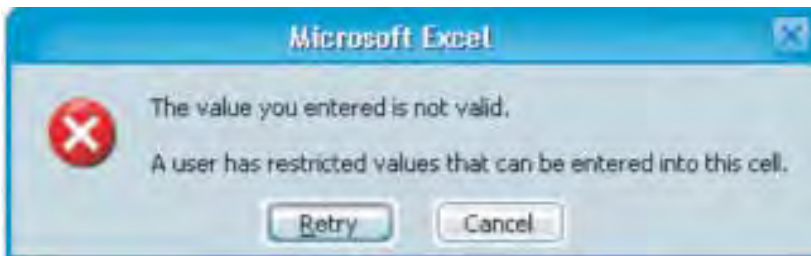 Microsoft Excel
The value you entered is not valid.
A user has restricted values that can be entered into this cell.
Retry Cancel